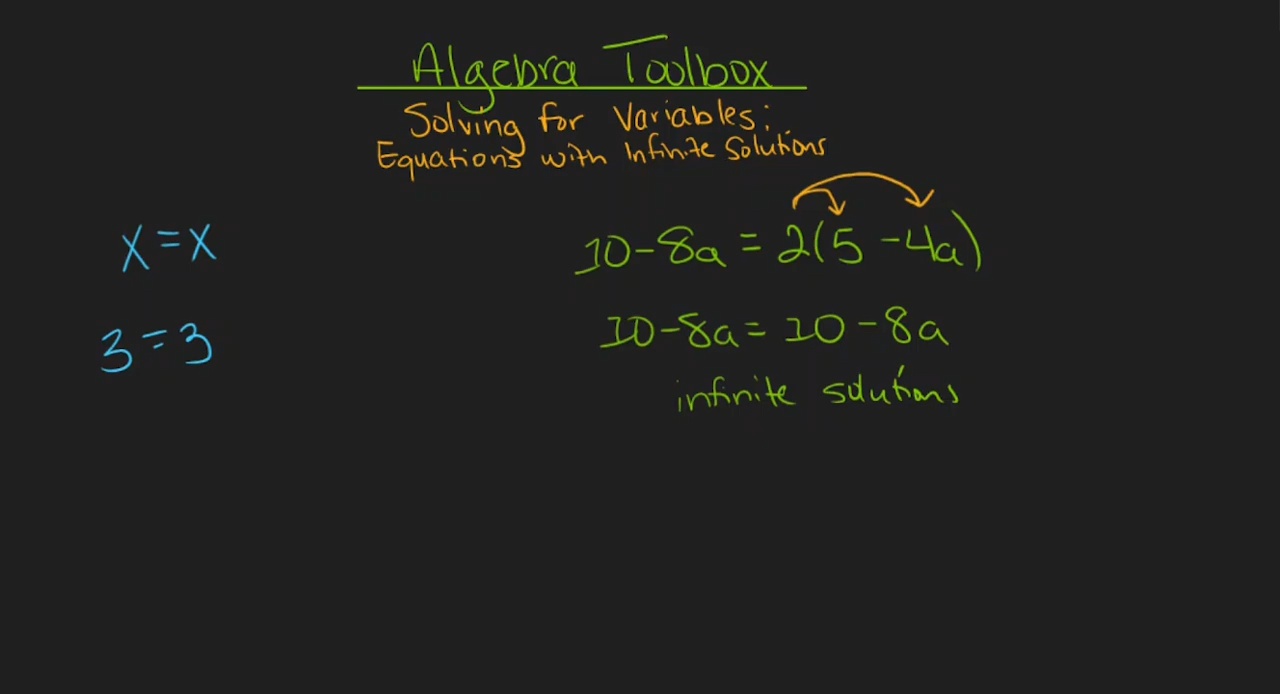 Algebra Toolbox
Solving for Variables:
Equations with Infinite Solutions
x = x
10 - 8a = 2(5 - 4a)
3 = 3
10 - 8a = 10 - 8a
infinite solutions